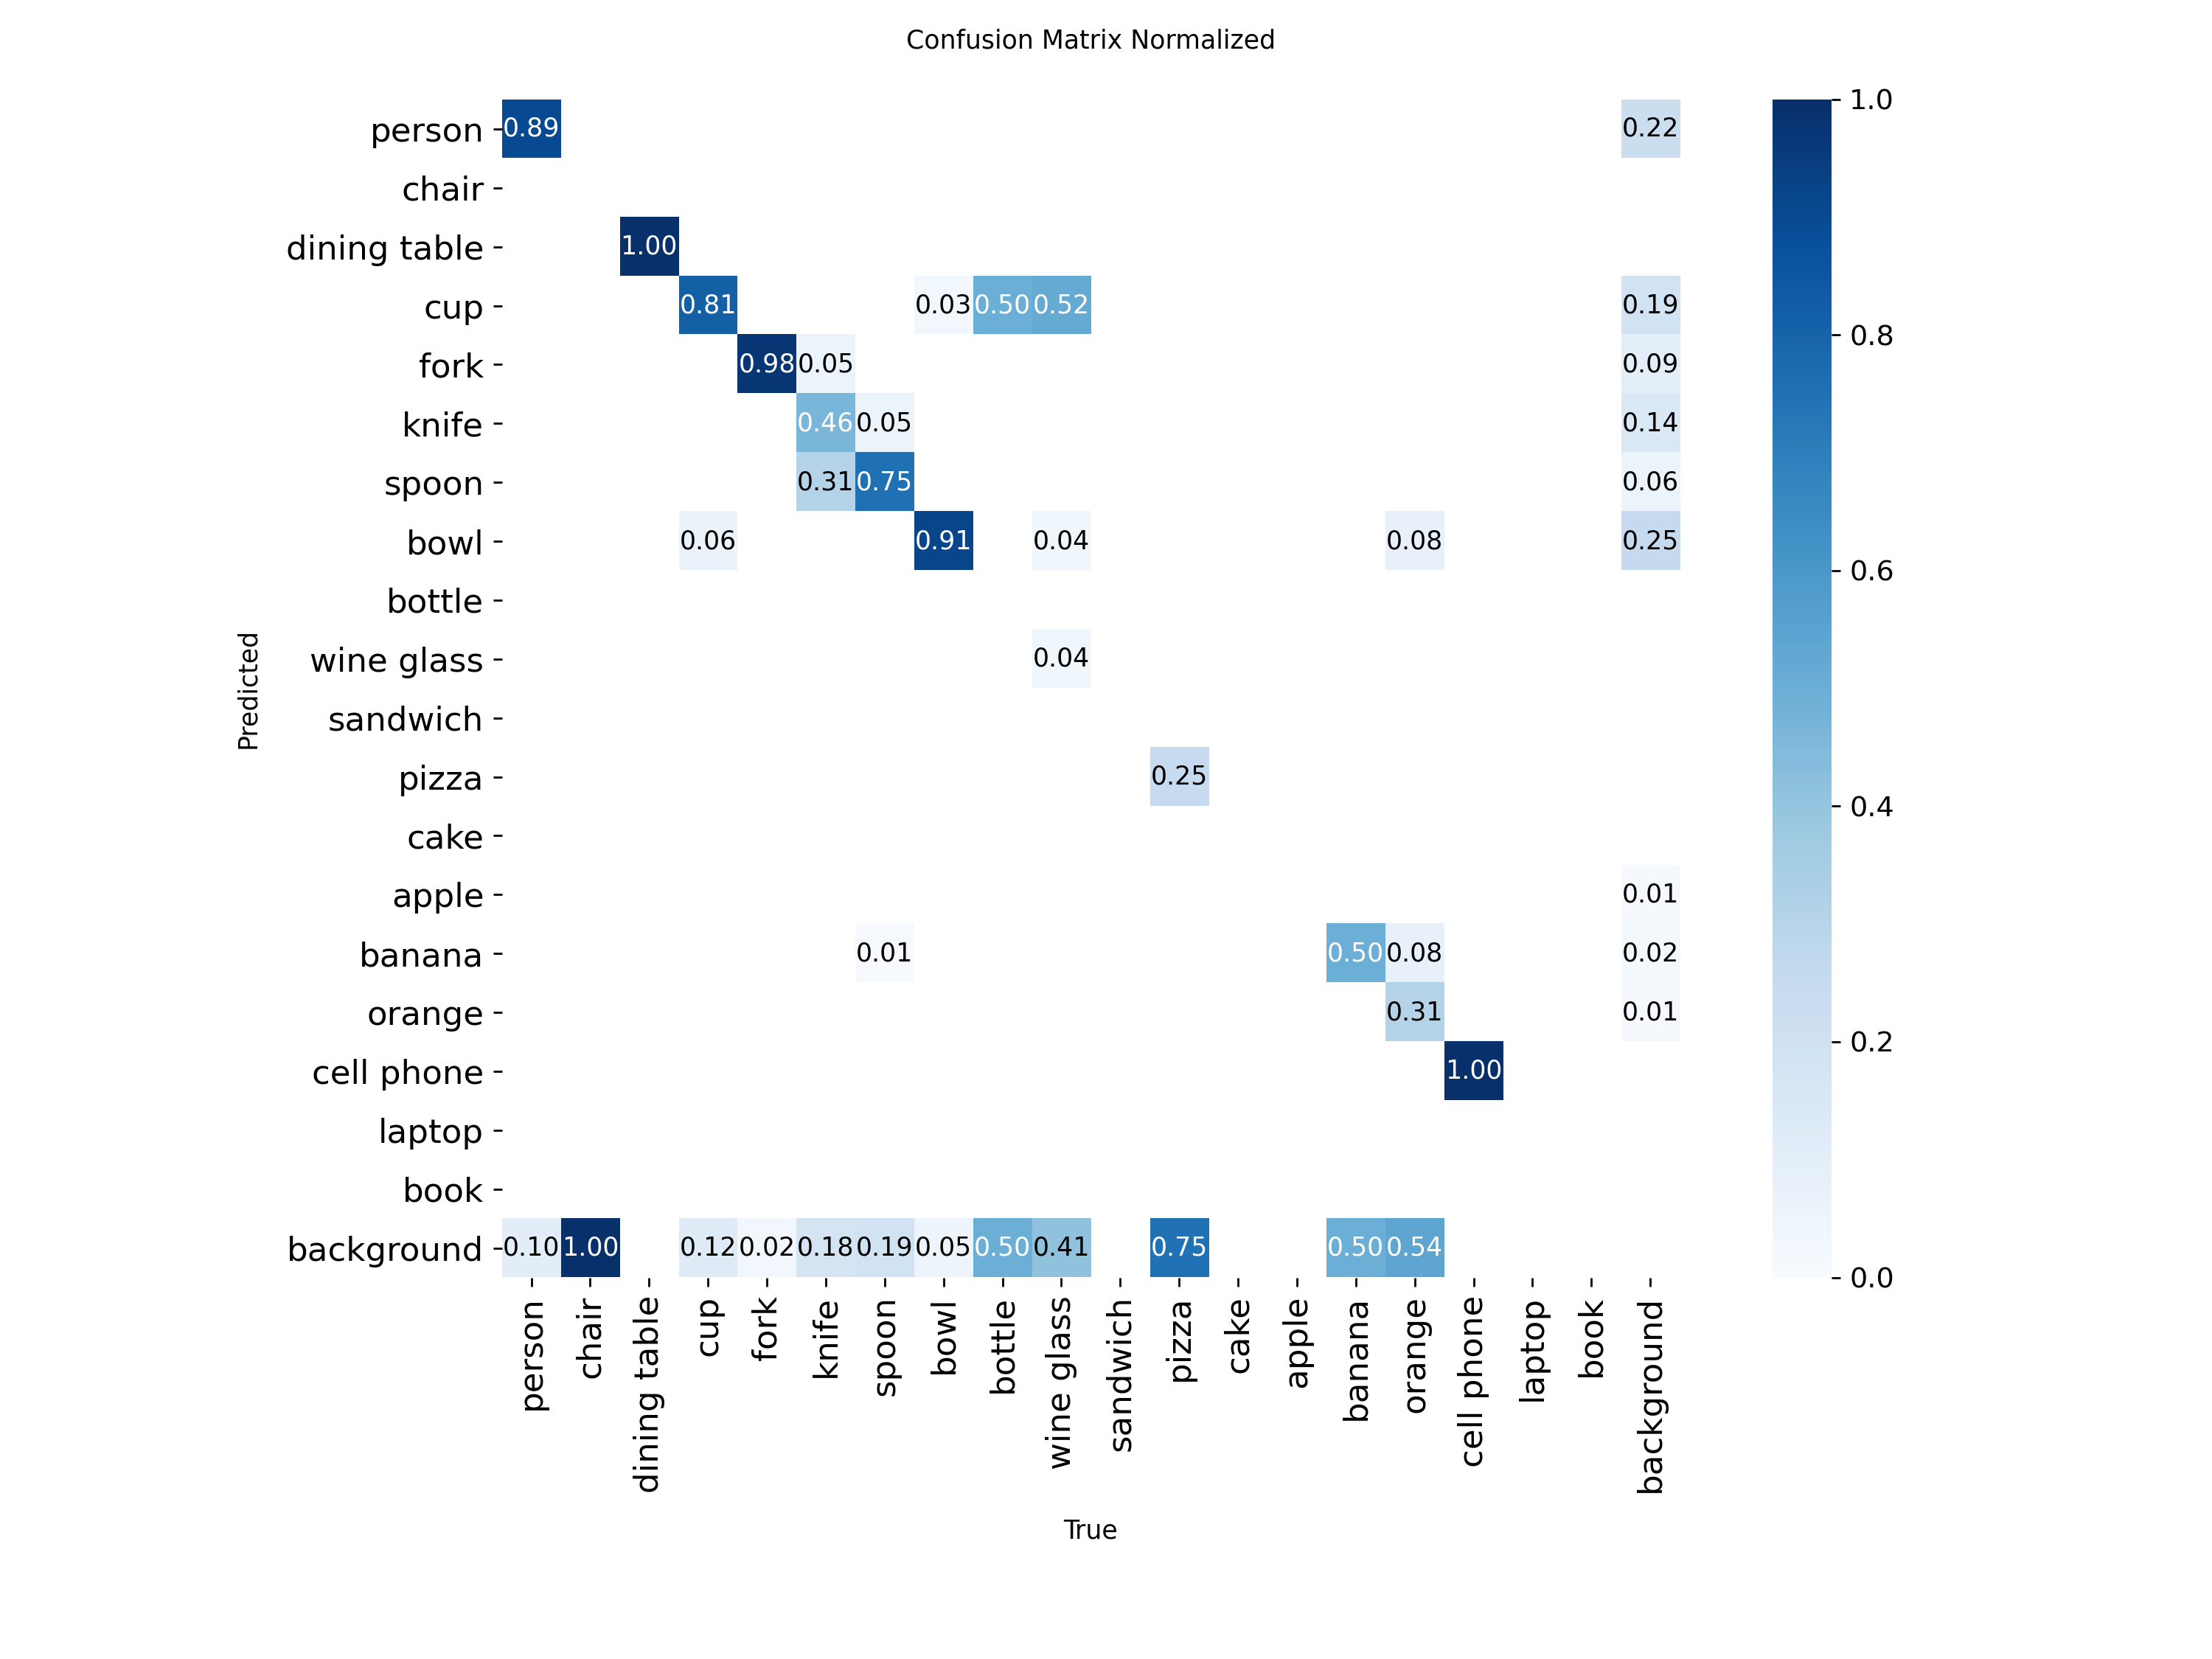 Confusion Matrix Normalized
person 0.89 0.22
chair
dining table 1.00
cup 0.81 0.03 0.50 0.52 0.19
fork 0.98 0.05 0.09
knife 0.46 0.05 0.14
spoon 0.31 0.75 0.06
bowl 0.06 0.91 0.04 0.08 0.25
bottle
wine glass 0.04
sandwich
pizza 0.25
cake
apple 0.01
banana 0.01 0.50 0.08 0.02
orange 0.31 0.01
cell phone 1.00
laptop
book
background 0.10 1.00 0.12 0.02 0.18 0.19 0.05 0.50 0.41 0.75 0.50 0.54
Predicted
person
chair
dining table
cup
fork
knife
spoon
bowl
bottle
wine glass
sandwich
pizza
cake
apple
banana
orange
cell phone
laptop
book
background
True
1.0
0.8
0.6
0.4
0.2
0.0